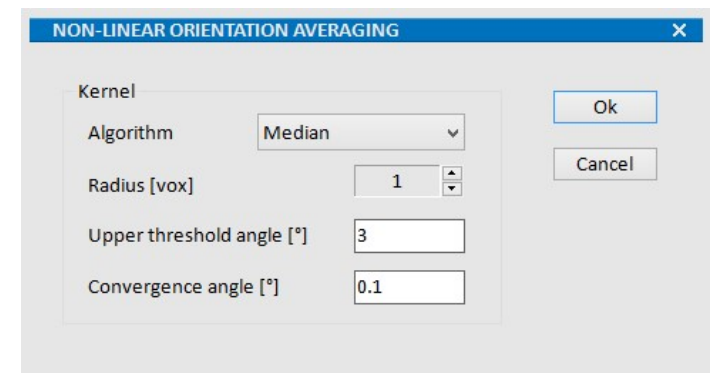 NON-LINEAR ORIENTATION AVERAGING
Kernel
Algorithm Median
Radius [vox] 1
Upper threshold angle [°] 3
Convergence angle [°] 0.1
Ok
Cancel